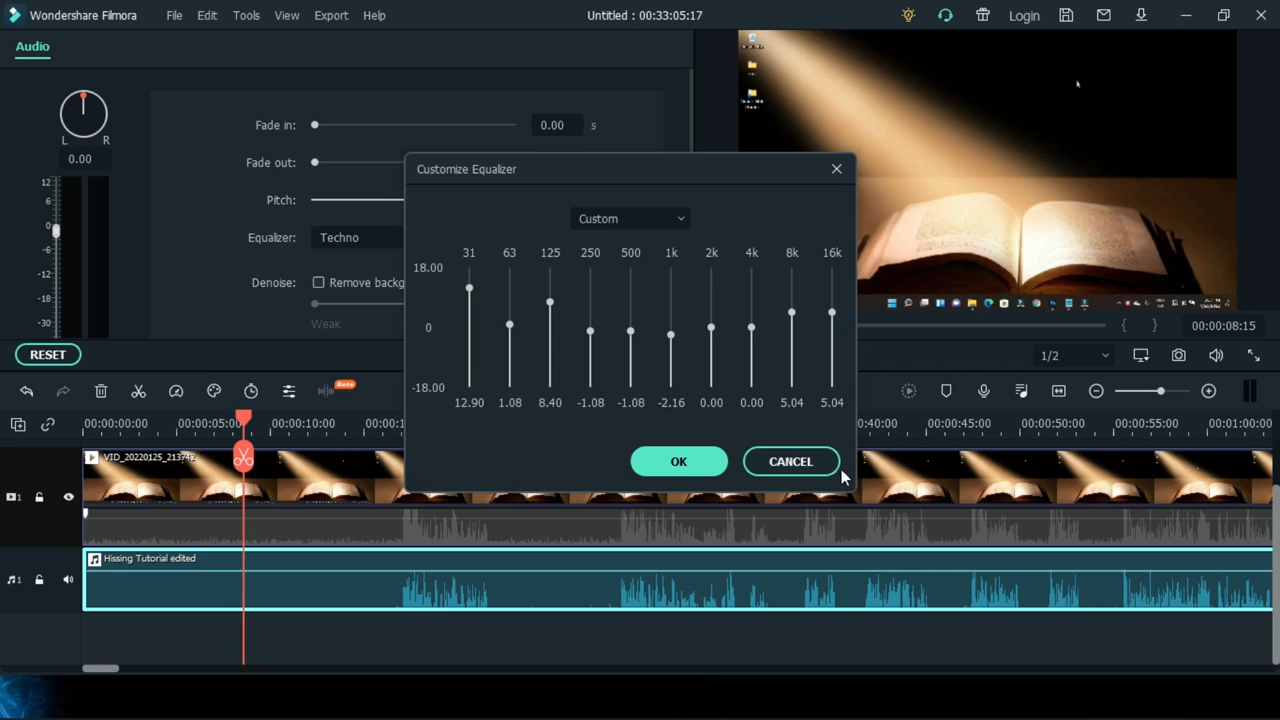 Wondershare Filmora File Edit Tools View Export Help Untitled : 00:33:05:17 Login
Audio
Fade in: 0.00 s
L R
0.00
Fade out:
Customize Equalizer
12
6
0
-6
-12
-18
-30
Pitch:
Custom
Equalizer: Techno
31 63 125 250 500 1k 2k 4k 8k 16k
18.00
0
-18.00
Denoise: Remove backg
Weak
12.90 1.08 8.40 -1.08 -1.08 -2.16 0.00 0.00 5.04 5.04
{ } 00:00:08:15
RESET
1/2
Beta
00:00:00:00 00:00:05:00 00:00:10:00 00:00:1 0:40:00 00:00:45:00 00:00:50:00 00:00:55:00 00:01:00:00
OK CANCEL
VID_20220125_213742
1
Hissing Tutorial edited
1